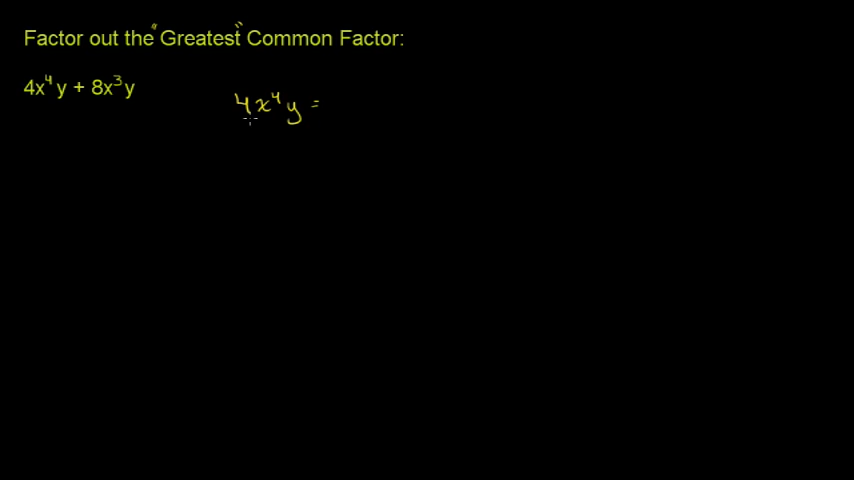 Factor out the "Greatest" Common Factor:
4x⁴y + 8x³y
4x⁴y =